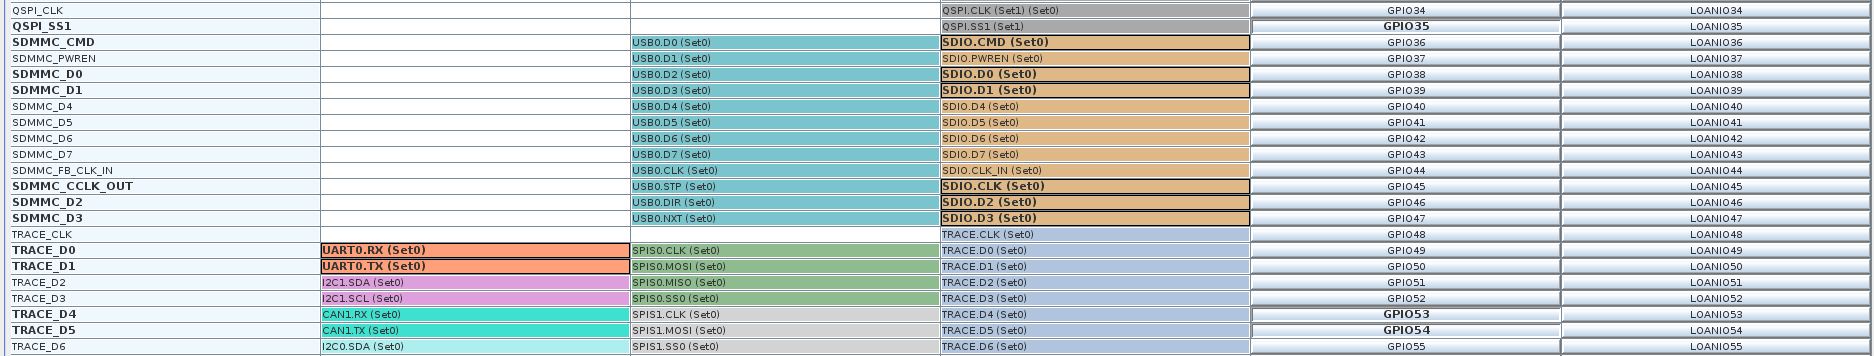 QSPI_CLK QSPI.CLK (Set1) (Set0) GPIO34 LOANIO34
QSPI_SS1 QSPI.SS1 (Set1) GPIO35 LOANIO35
SDMMC_CMD USB0.D0 (Set0) SDIO.CMD (Set0) GPIO36 LOANIO36
SDMMC_PWREN USB0.D1 (Set0) SDIO.PWREN (Set0) GPIO37 LOANIO37
SDMMC_D0 USB0.D2 (Set0) SDIO.D0 (Set0) GPIO38 LOANIO38
SDMMC_D1 USB0.D3 (Set0) SDIO.D1 (Set0) GPIO39 LOANIO39
SDMMC_D4 USB0.D4 (Set0) SDIO.D4 (Set0) GPIO40 LOANIO40
SDMMC_D5 USB0.D5 (Set0) SDIO.D5 (Set0) GPIO41 LOANIO41
SDMMC_D6 USB0.D6 (Set0) SDIO.D6 (Set0) GPIO42 LOANIO42
SDMMC_D7 USB0.D7 (Set0) SDIO.D7 (Set0) GPIO43 LOANIO43
SDMMC_FB_CLK_IN USB0.CLK (Set0) SDIO.CLK_IN (Set0) GPIO44 LOANIO44
SDMMC_CCLK_OUT USB0.STP (Set0) SDIO.CLK (Set0) GPIO45 LOANIO45
SDMMC_D2 USB0.DIR (Set0) SDIO.D2 (Set0) GPIO46 LOANIO46
SDMMC_D3 USB0.NXT (Set0) SDIO.D3 (Set0) GPIO47 LOANIO47
TRACE_CLK TRACE.CLK (Set0) GPIO48 LOANIO48
TRACE_D0 UART0.RX (Set0) SPIS0.CLK (Set0) TRACE.D0 (Set0) GPIO49 LOANIO49
TRACE_D1 UART0.TX (Set0) SPIS0.MOSI (Set0) TRACE.D1 (Set0) GPIO50 LOANIO50
TRACE_D2 I2C1.SDA (Set0) SPIS0.MISO (Set0) TRACE.D2 (Set0) GPIO51 LOANIO51
TRACE_D3 I2C1.SCL (Set0) SPIS0.SS0 (Set0) TRACE.D3 (Set0) GPIO52 LOANIO52
TRACE_D4 CAN1.RX (Set0) SPIS1.CLK (Set0) TRACE.D4 (Set0) GPIO53 LOANIO53
TRACE_D5 CAN1.TX (Set0) SPIS1.MOSI (Set0) TRACE.D5 (Set0) GPIO54 LOANIO54
TRACE_D6 I2C0.SDA (Set0) SPIS1.SS0 (Set0) TRACE.D6 (Set0) GPIO55 LOANIO55